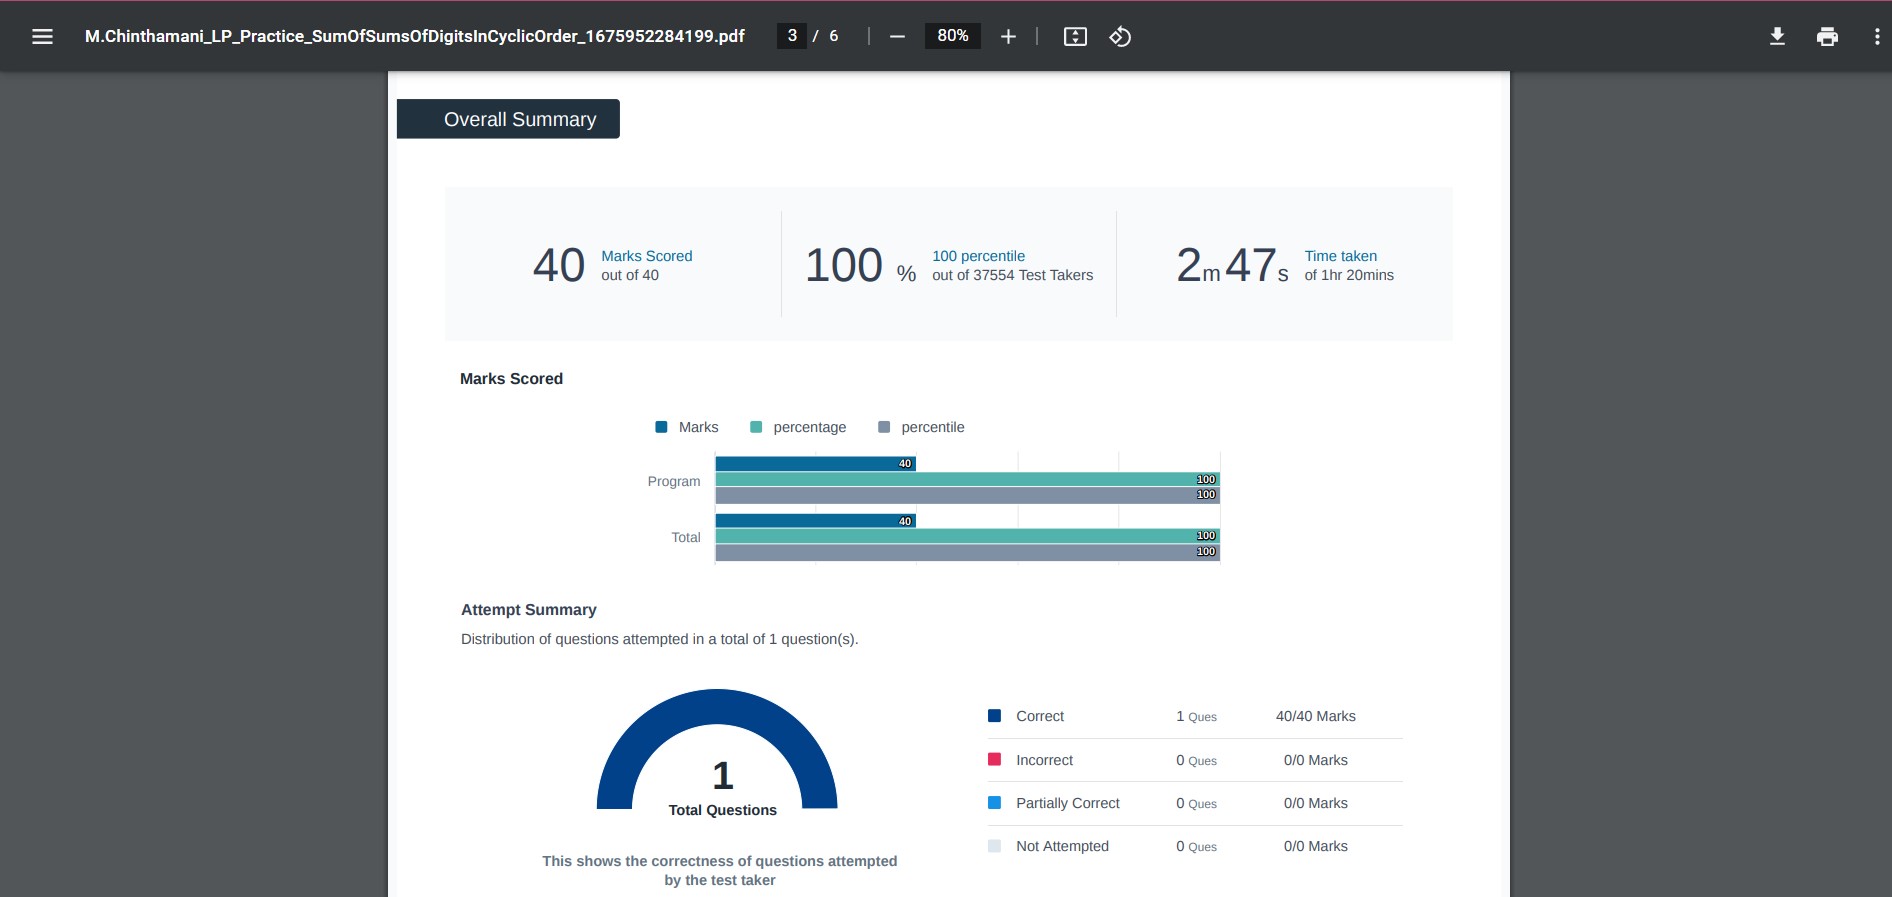 M.Chinthamani_LP_Practice_SumOfSumsOfDigitsInCyclicOrder_1675952284199.pdf 3 / 6 80%
Overall Summary
40 Marks Scored out of 40
100 % 100 percentile out of 37554 Test Takers
2m 47s Time taken of 1hr 20mins
Marks Scored
Marks percentage percentile
Program 40
100
100
Total 40
100
100
Attempt Summary
Distribution of questions attempted in a total of 1 question(s).
1
Total Questions
This shows the correctness of questions attempted
by the test taker
Correct 1 Ques 40/40 Marks
Incorrect 0 Ques 0/0 Marks
Partially Correct 0 Ques 0/0 Marks
Not Attempted 0 Ques 0/0 Marks